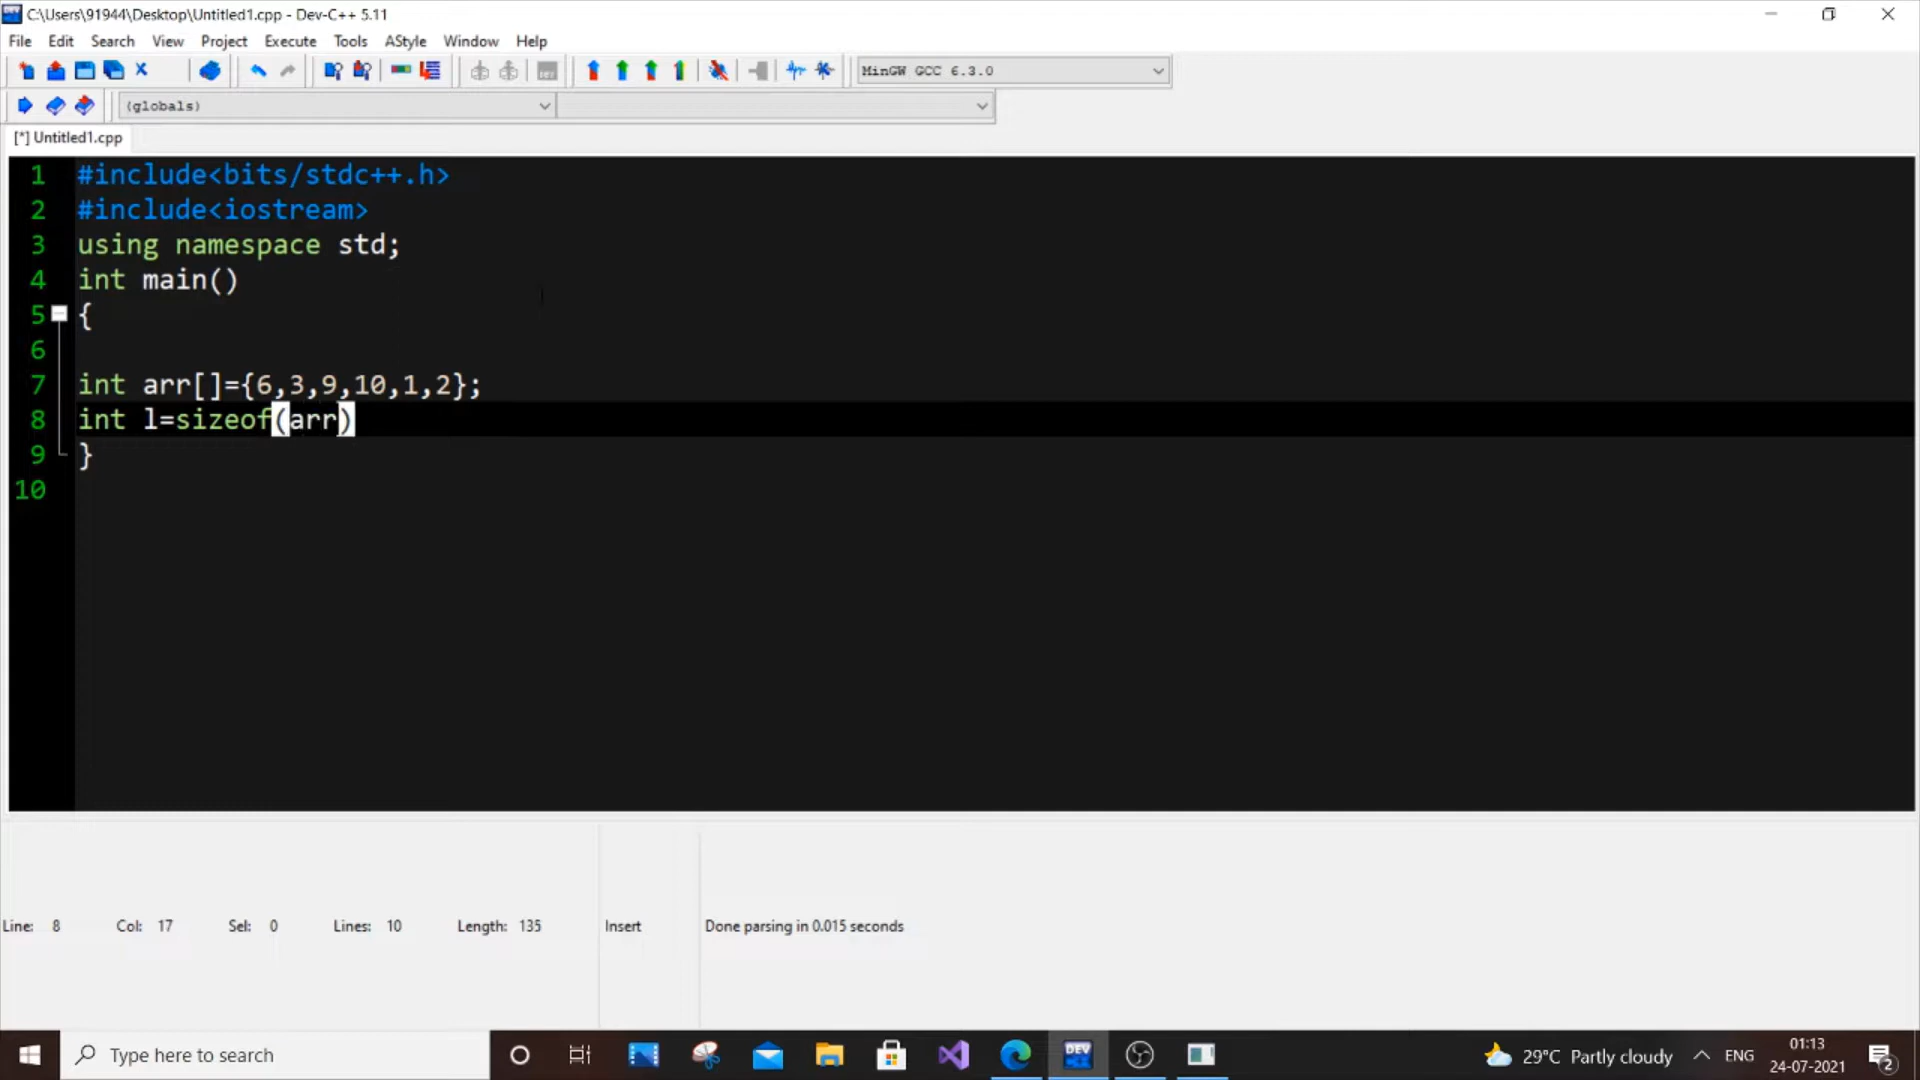 C:\Users\91944\Desktop\Untitled1.cpp - Dev-C++ 5.11
File Edit Search View Project Execute Tools AStyle Window Help
MinGW GCC 6.3.0
(globals)
[*] Untitled1.cpp
1 #include<bits/stdc++.h>
2 #include<iostream>
3 using namespace std;
4 int main()
5 {
6
7 int arr[]={6,3,9,10,1,2};
8 int l=sizeof(arr)
9 }
10
Line: 8 Col: 17 Sel: 0 Lines: 10 Length: 135 Insert Done parsing in 0.015 seconds
Type here to search
DEV
29°C Partly cloudy
ENG
01:13
24-07-2021
2